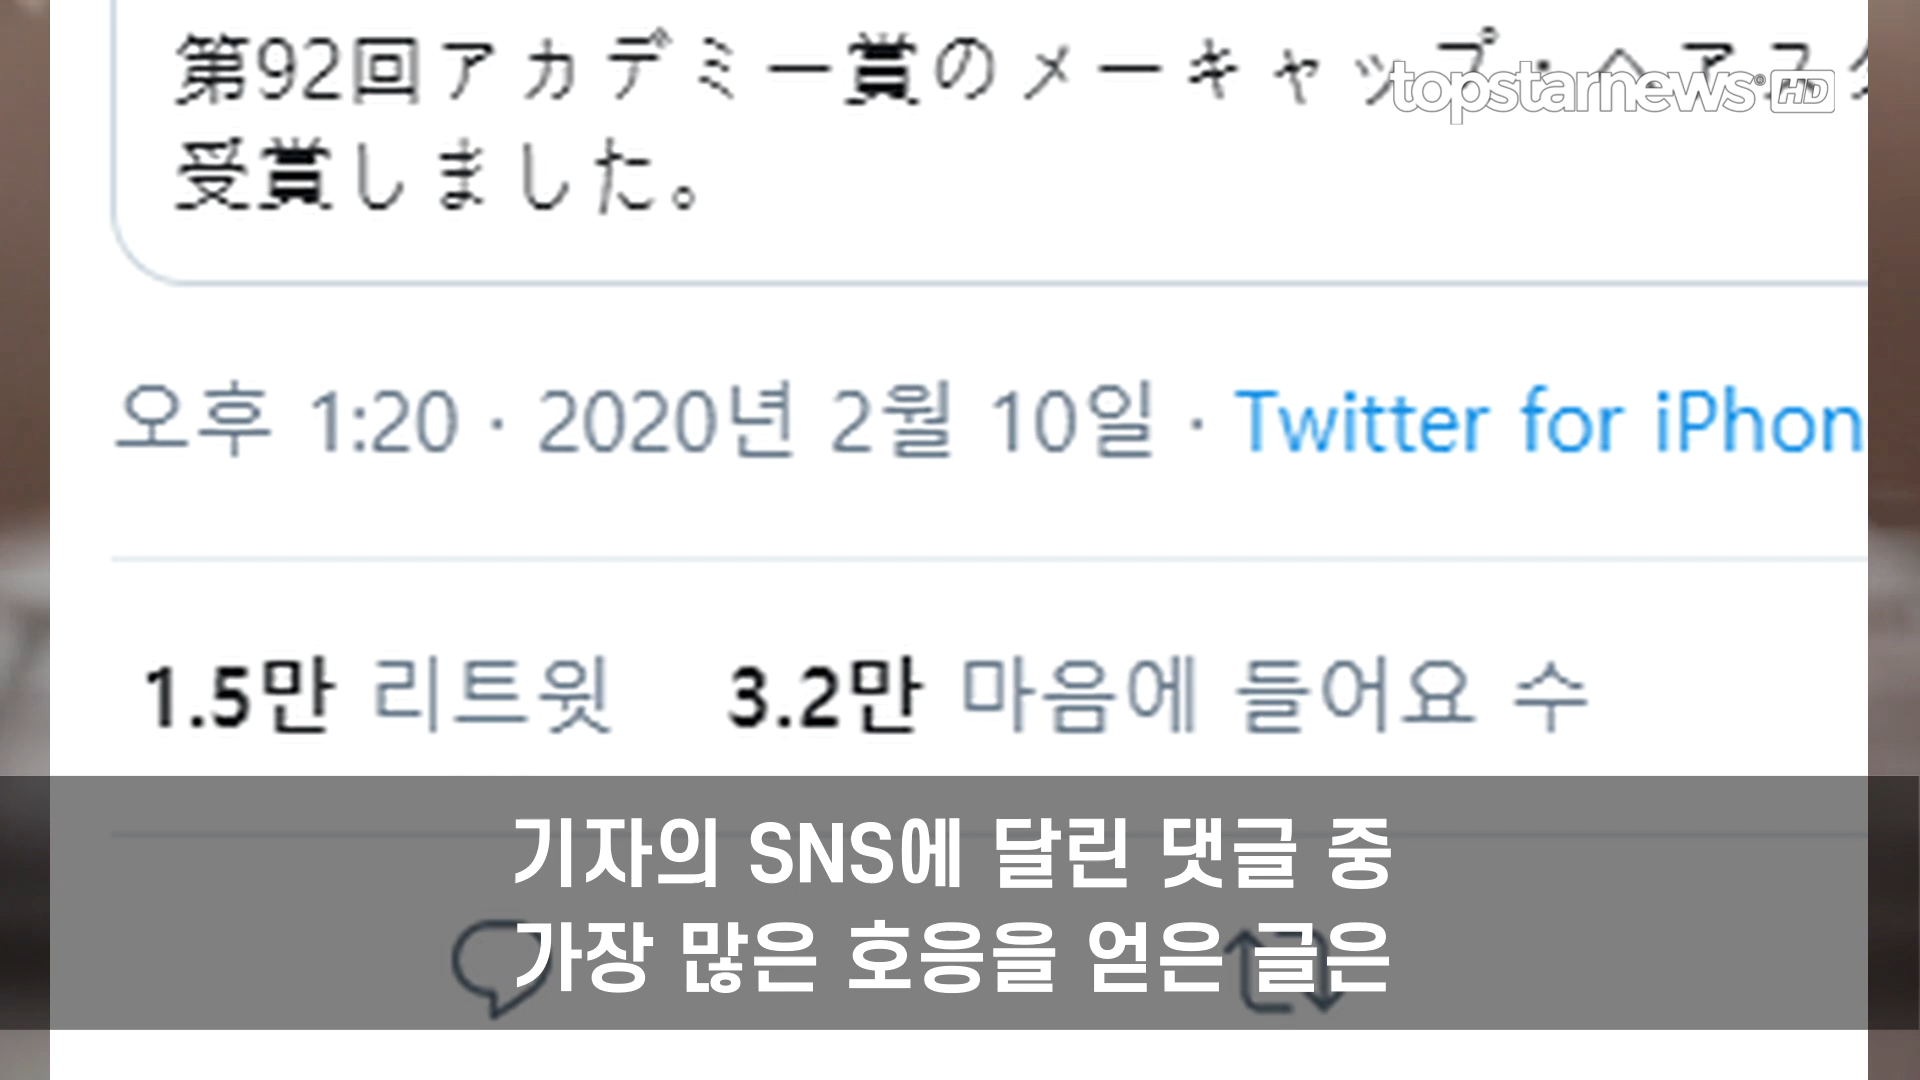 第92回アカデミー賞のメーキャップ・ヘアスタ
topstarnews HD
受賞しました。
오후 1:20 · 2020년 2월 10일 · Twitter for iPhon
1.5만 리트윗 3.2만 마음에 들어요 수
기자의 SNS에 달린 댓글 중
가장 많은 호응을 얻은 글은